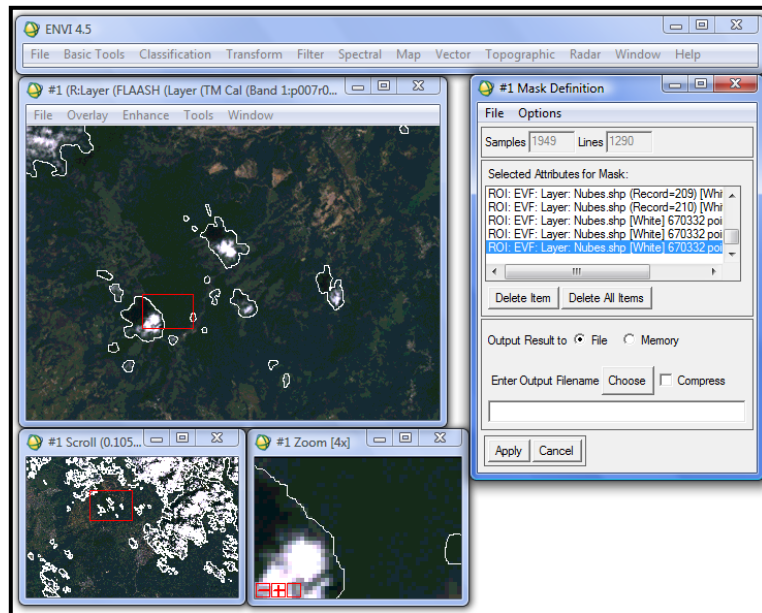 ENVI 4.5
File Basic Tools Classification Transform Filter Spectral Map Vector Topographic Radar Window Help
#1 (R:Layer (FLAASH (Layer (TM Cal (Band 1:p007r0...
File Overlay Enhance Tools Window
#1 Mask Definition
File Options
Samples 1949 Lines 1290
Selected Attributes for Mask:
ROI: EVF: Layer: Nubes.shp (Record=209) [Whit
ROI: EVF: Layer: Nubes.shp (Record=210) [Whit
ROI: EVF: Layer: Nubes.shp [White] 670332 poi
ROI: EVF: Layer: Nubes.shp [White] 670332 poi
ROI: EVF: Layer: Nubes.shp [White] 670332 poi
Delete Item Delete All Items
Output Result to File Memory
Enter Output Filename Choose Compress
Apply Cancel
#1 Scroll (0.105...
#1 Zoom [4x]